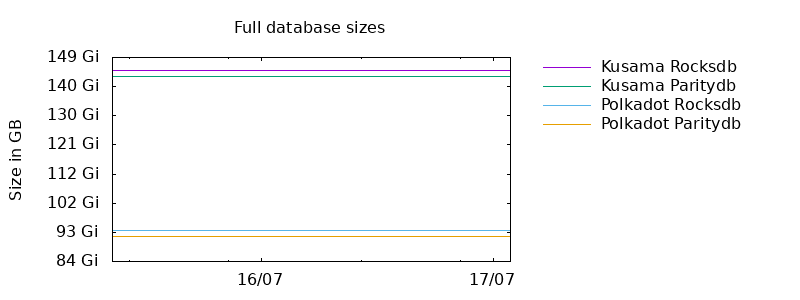 Full database sizes
149 Gi
140 Gi
130 Gi
121 Gi
112 Gi
102 Gi
93 Gi
84 Gi
Size in GB
16/07
17/07
Kusama Rocksdb
Kusama Paritydb
Polkadot Rocksdb
Polkadot Paritydb